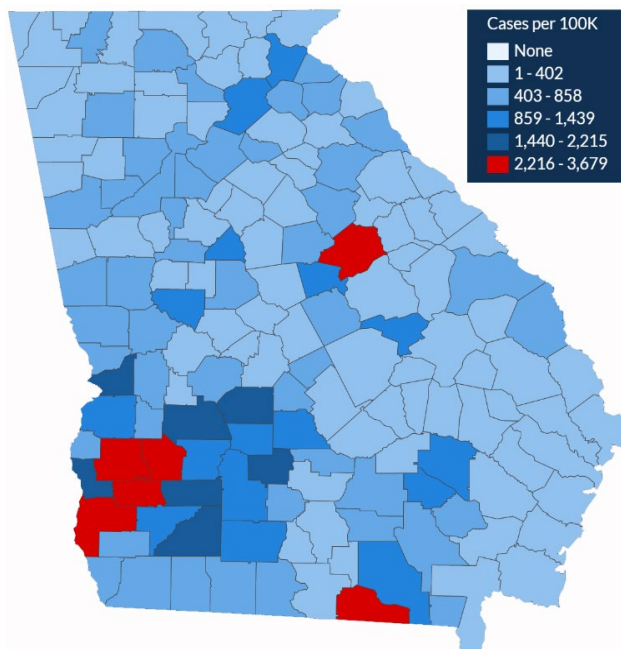 Cases per 100K
None
1 - 402
403 - 858
859 - 1,439
1,440 - 2,215
2,216 - 3,679